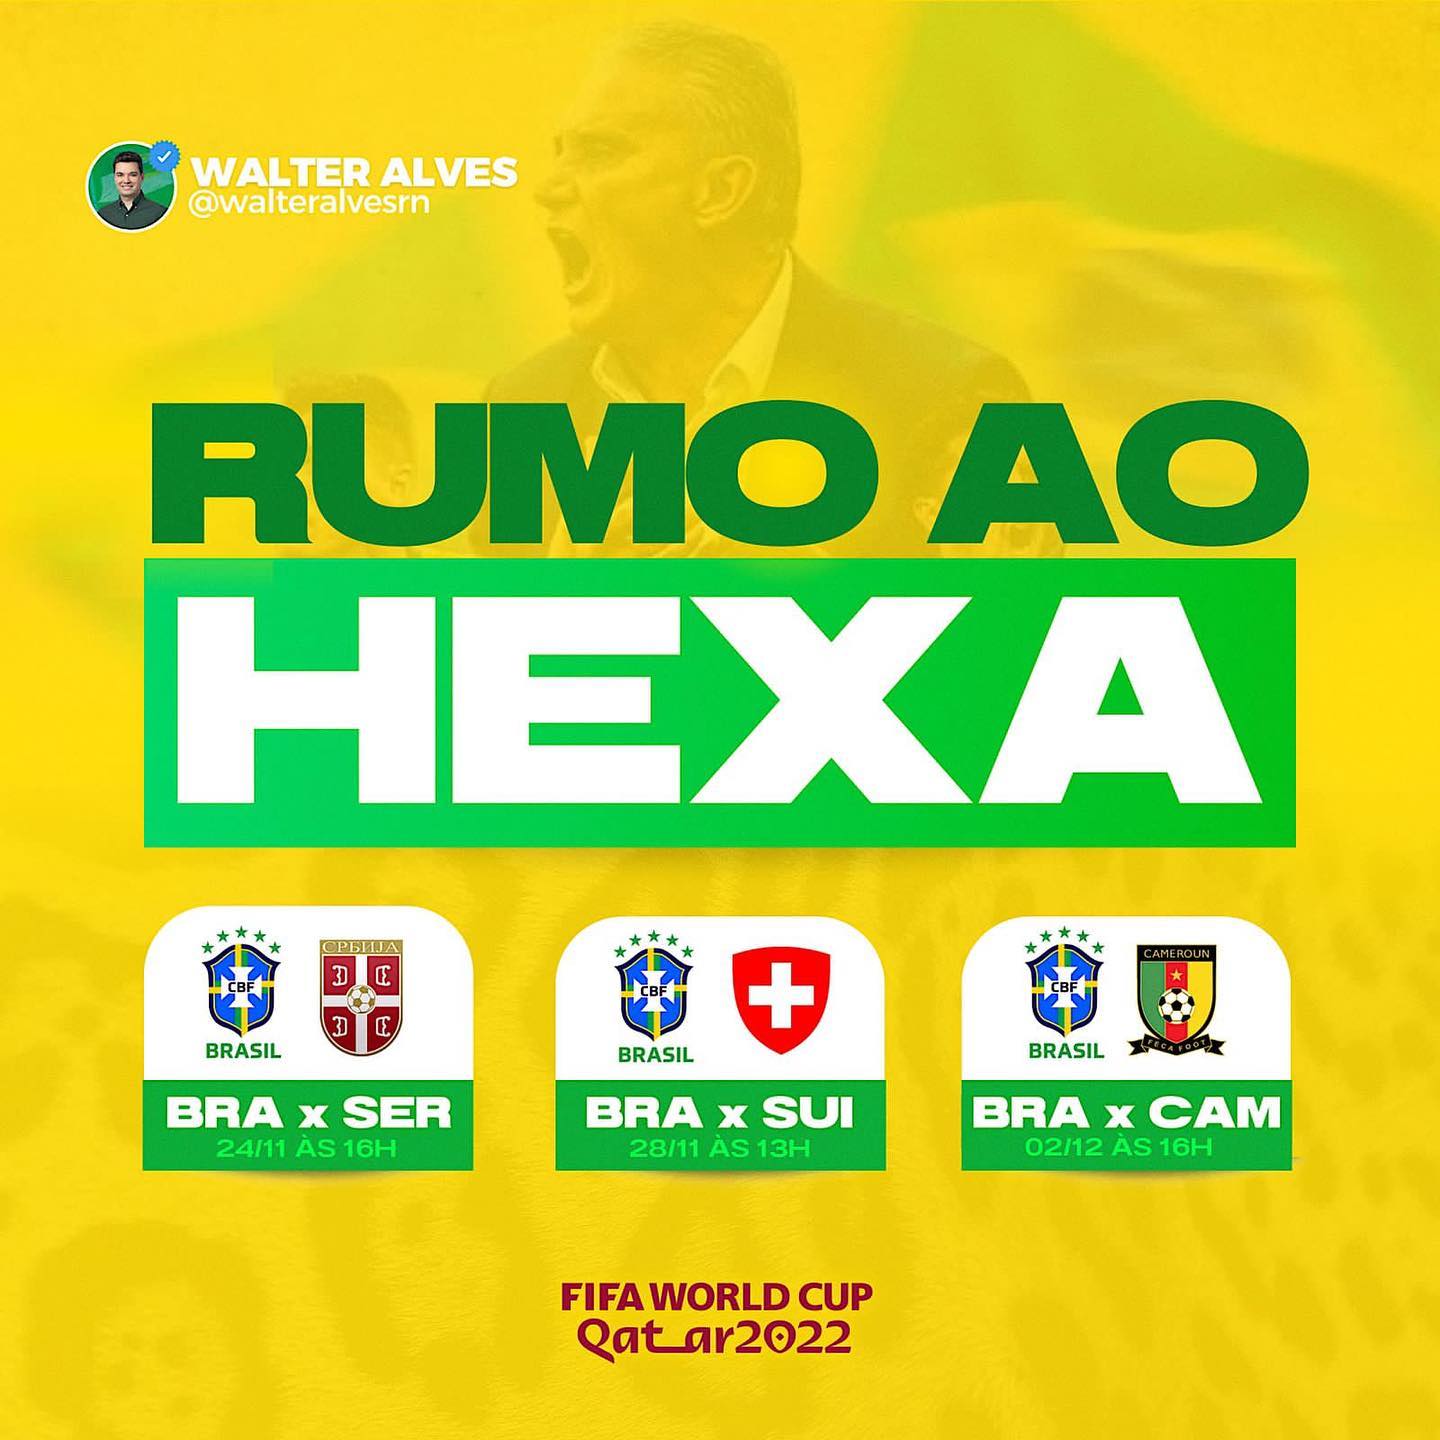 WALTER ALVES
@walteralvesrn
RUMO AO
HEXA
CBF
BRASIL
СРБИЈА
BRA x SER
24/11 ÀS 16H
CBF
BRASIL
BRA x SUI
28/11 ÀS 13H
CBF
BRASIL
CAMEROUN
FECA FOOT
BRA x CAM
02/12 ÀS 16H
FIFA WORLD CUP
Qatar2022